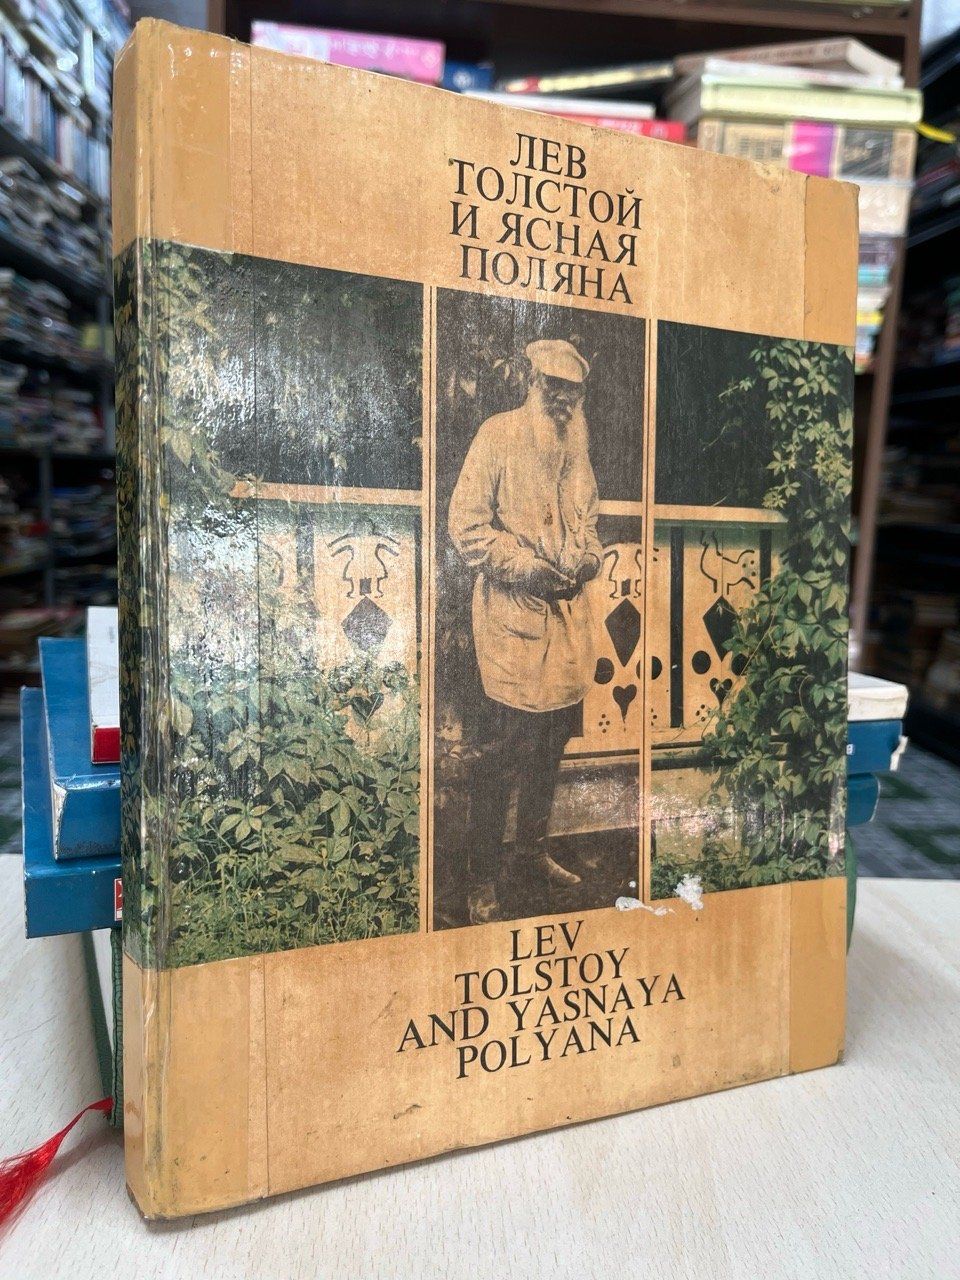 ЛЕВ
ТОЛСТОЙ
И ЯСНАЯ
ПОЛЯНА
LEV
TOLSTOY
AND YASNAYA
POLYANA